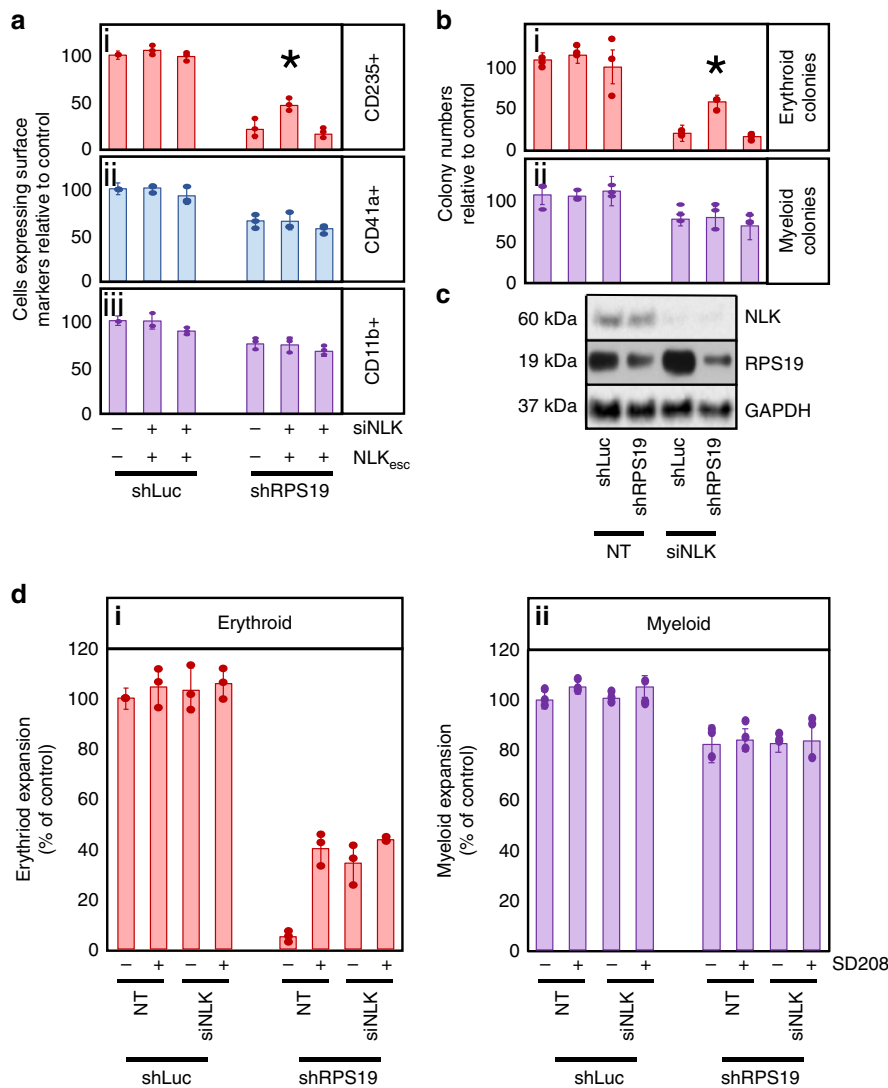 a
i
100
50
0
CD235+
ii
100
50
0
CD41a+
iii
100
50
0
CD11b+
Cells expressing surface
markers relative to control
*
− + + − + + siNLK
− + + − + + NLKesc
shLuc shRPS19
b
i
100
50
0
Erythroid
colonies
*
ii
100
50
0
Myeloid
colonies
Colony numbers
relative to control
c
60 kDa NLK
19 kDa RPS19
37 kDa GAPDH
shLuc
shRPS19
shLuc
shRPS19
NT siNLK
d
i
Erythroid
120
100
80
60
40
20
0
Erythriod expansion
(% of control)
− + − + − + − +
NT
siNLK
NT
siNLK
shLuc shRPS19
ii
Myeloid
120
100
80
60
40
20
0
Myeloid expansion
(% of control)
− + − + − + − + SD208
NT
siNLK
NT
siNLK
shLuc shRPS19